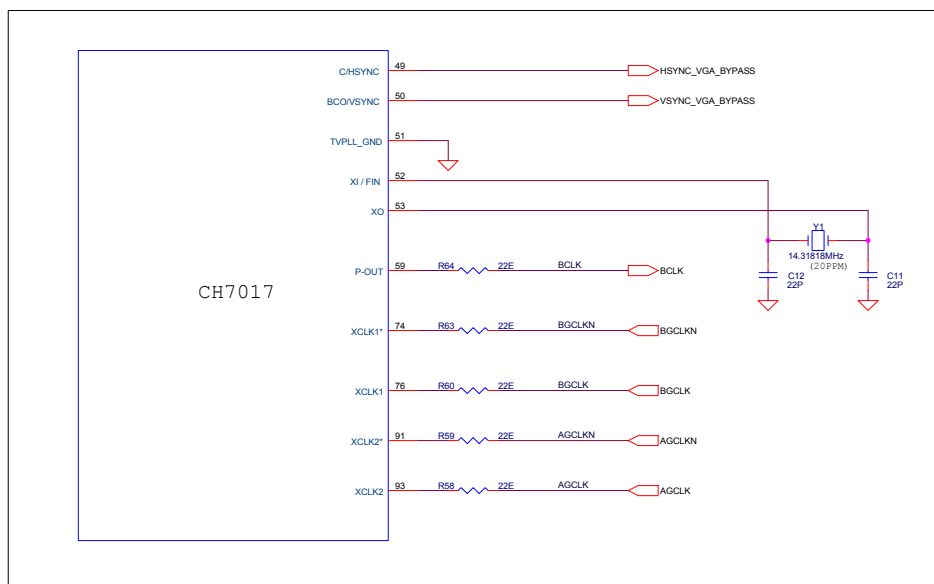 C/HSYNC 49 HSYNC_VGA_BYPASS
BCO/VSYNC 50 VSYNC_VGA_BYPASS
TVPLL_GND 51
XI / FIN 52
XO 53
Y1
14.31818MHz
(20PPM)
C12
22P
C11
22P
P-OUT 59 R64 22E BCLK BCLK
CH7017
XCLK1* 74 R63 22E BGCLKN BGCLKN
XCLK1 76 R60 22E BGCLK BGCLK
XCLK2* 91 R59 22E AGCLKN AGCLKN
XCLK2 93 R58 22E AGCLK AGCLK